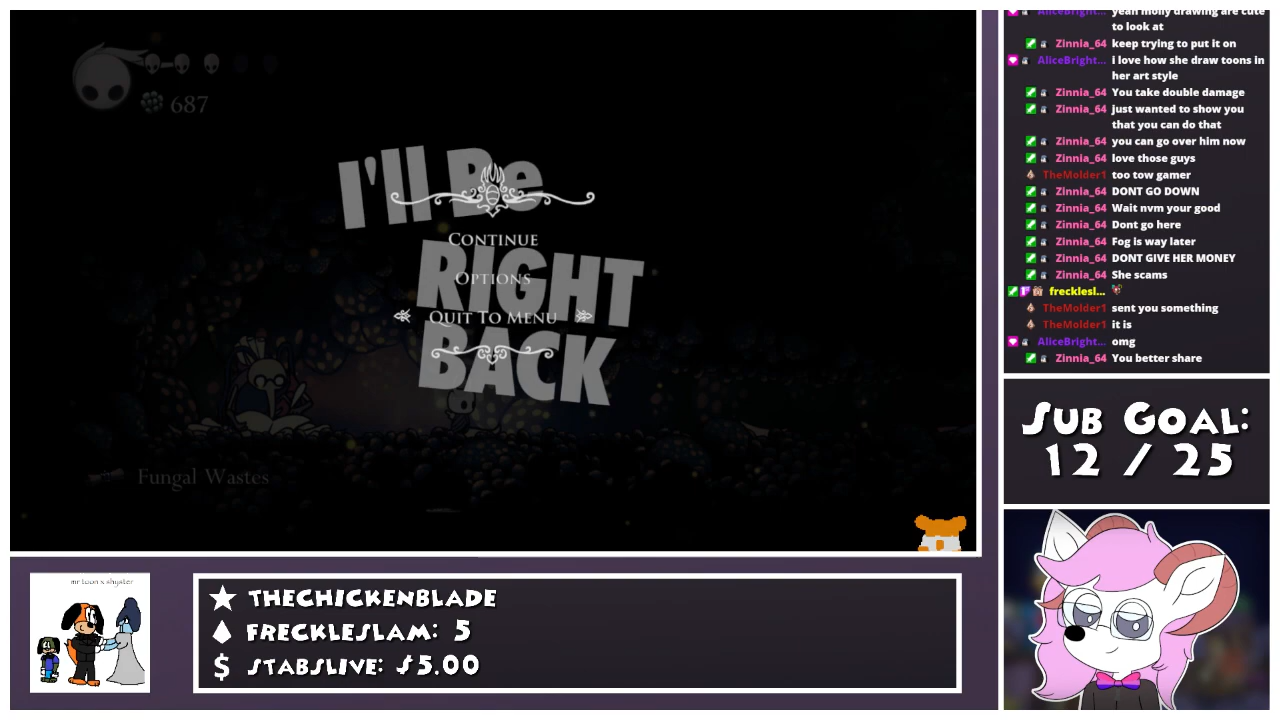 687
I'll Be
RIGHT
BACK
CONTINUE
OPTIONS
QUIT TO MENU
Fungal Wastes
AliceBright... yeah molly drawing are cute
to look at
Zinnia_64 keep trying to put it on
AliceBright... i love how she draw toons in
her art style
Zinnia_64 You take double damage
Zinnia_64 just wanted to show you
that you can do that
Zinnia_64 you can go over him now
Zinnia_64 love those guys
TheMolder1 too tow gamer
Zinnia_64 DONT GO DOWN
Zinnia_64 Wait nvm your good
Zinnia_64 Dont go here
Zinnia_64 Fog is way later
Zinnia_64 DONT GIVE HER MONEY
Zinnia_64 She scams
frecklesl...
TheMolder1 sent you something
TheMolder1 it is
AliceBright... omg
Zinnia_64 You better share
SUB GOAL:
12 / 25
mr toon x shyster
THECHICKENBLADE
FRECKLESLAM: 5
$ STABSLIVE: $5.00